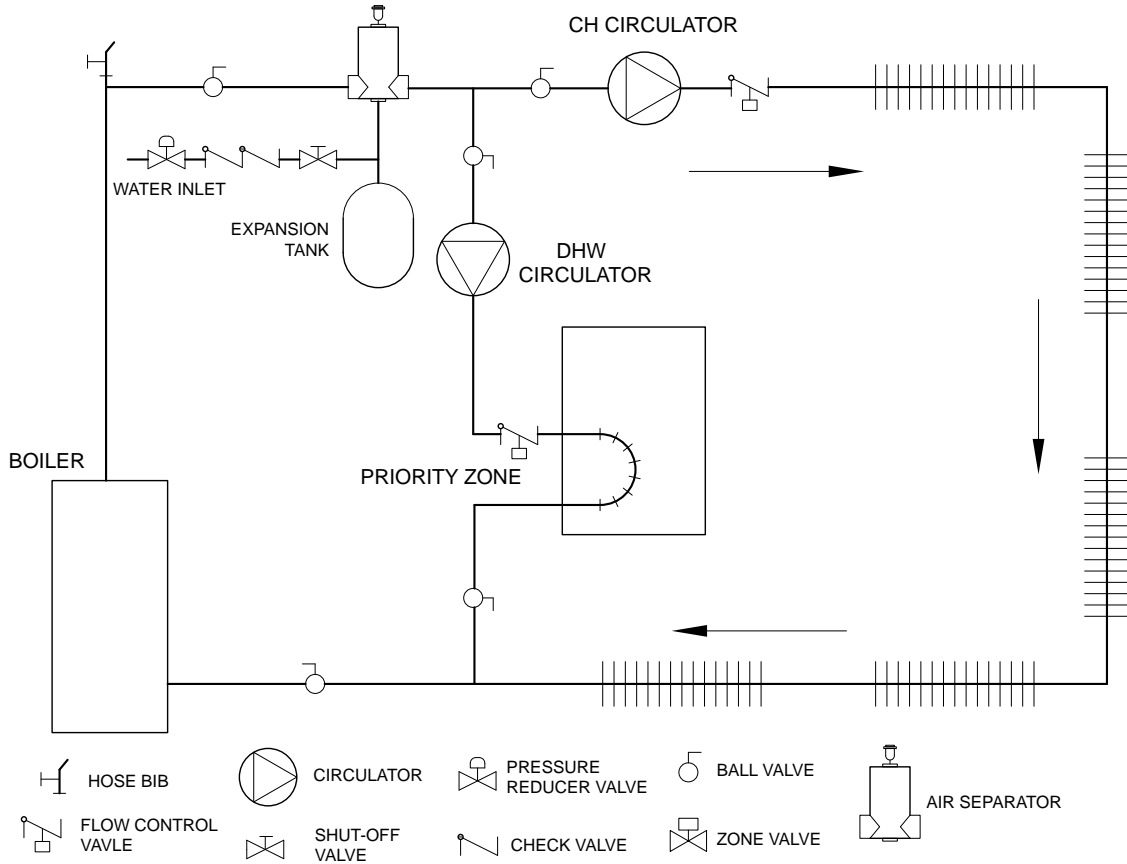 CH CIRCULATOR
WATER INLET
EXPANSION
TANK
DHW
CIRCULATOR
BOILER
PRIORITY ZONE
HOSE BIB
CIRCULATOR
PRESSURE
REDUCER VALVE
BALL VALVE
AIR SEPARATOR
FLOW CONTROL
VAVLE
SHUT-OFF
VALVE
CHECK VALVE
ZONE VALVE